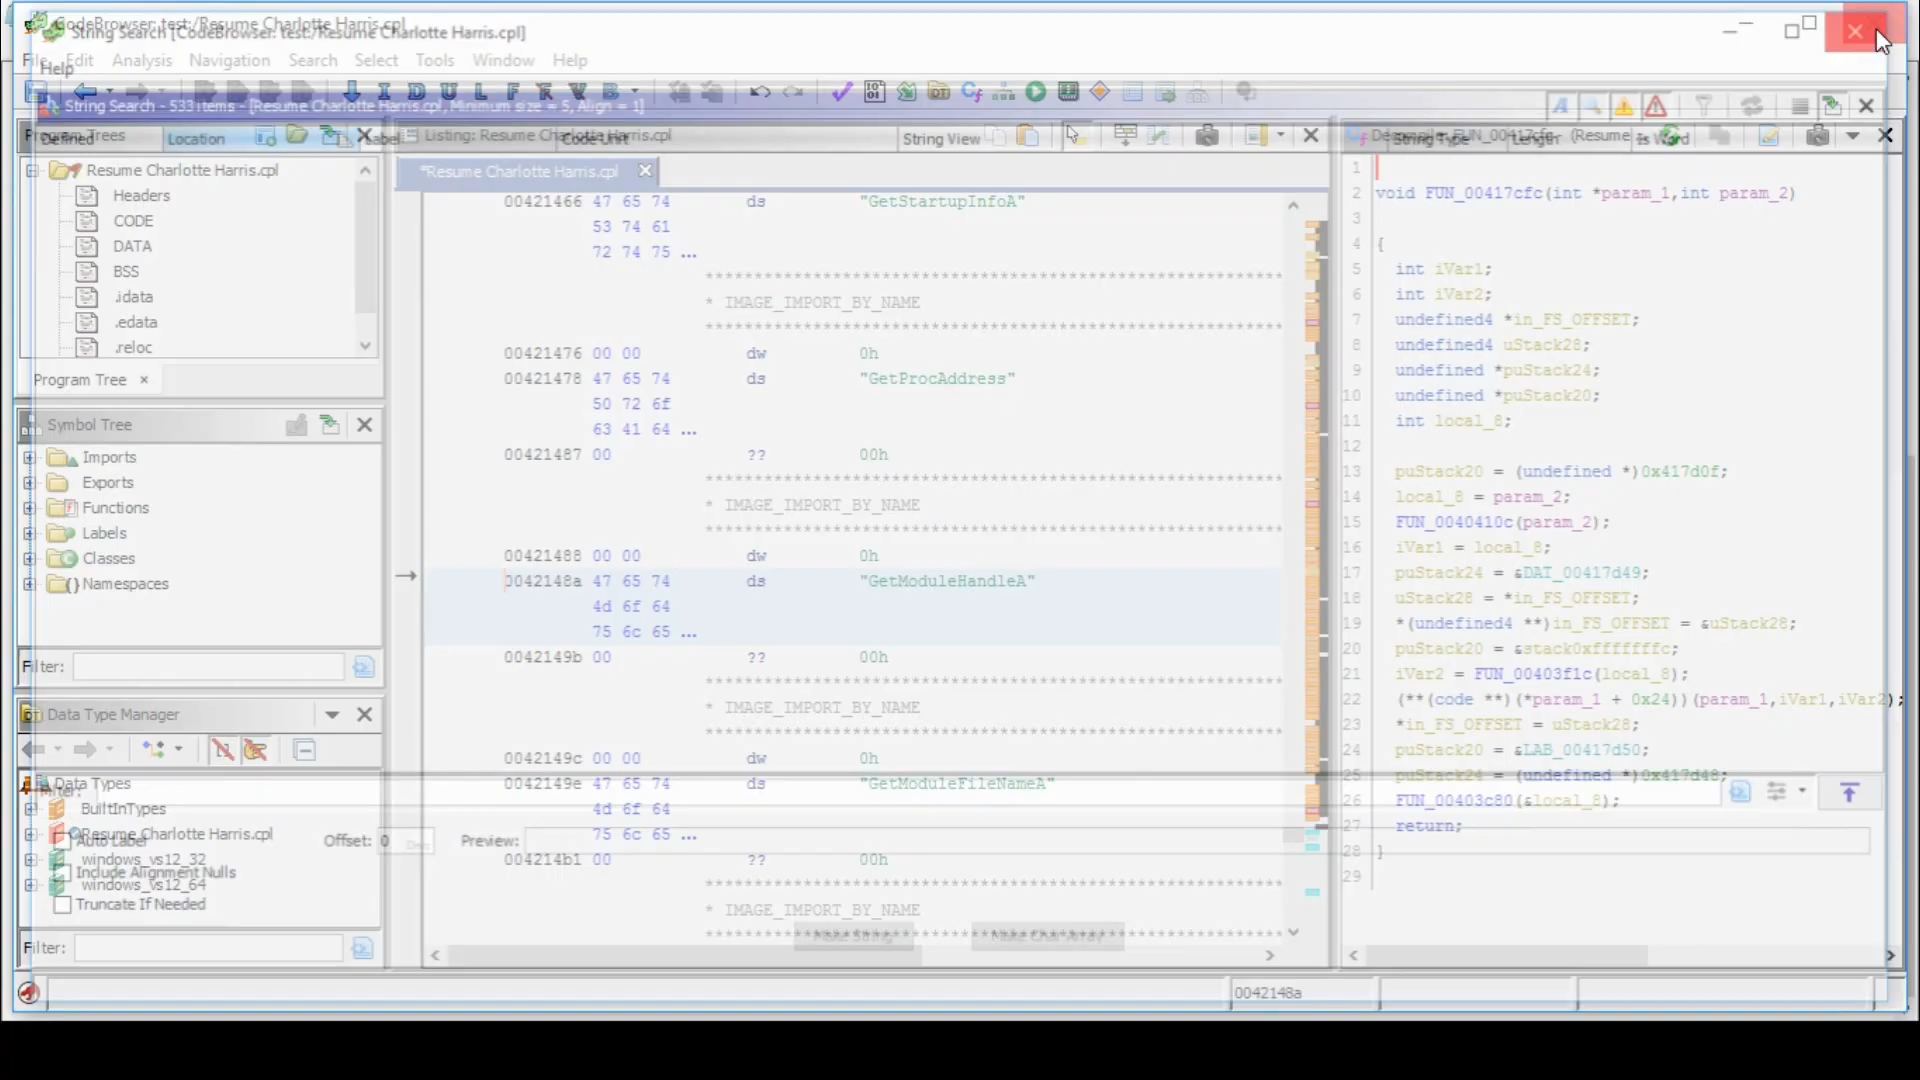 CodeBrowser: test:/Resume Charlotte Harris.cpl
String Search [CodeBrowser: test:/Resume Charlotte Harris.cpl]
File Edit Analysis Navigation Search Select Tools Window Help
Help
String Search - 533 items - [Resume Charlotte Harris.cpl, Minimum size = 5, Align = 1]
Program Trees
Defined Location Label Code Unit String View String Type Length Is Word
Listing: Resume Charlotte Harris.cpl
Decompile: FUN_00417cfc - (Resume
Resume Charlotte Harris.cpl
Headers
CODE
DATA
BSS
.idata
.edata
.reloc
Program Tree ×
Symbol Tree
Imports
Exports
Functions
Labels
Classes
Namespaces
Filter:
Data Type Manager
Data Types
BuiltInTypes
Resume Charlotte Harris.cpl
windows_vs12_32
windows_vs12_64
Filter:
Filter:
Auto Label
Include Alignment Nulls
Truncate If Needed
Offset: 0 Dec
Preview:
Make String
Make Char Array
*Resume Charlotte Harris.cpl
00421466 47 65 74 ds "GetStartupInfoA"
53 74 61
72 74 75 ...
* IMAGE_IMPORT_BY_NAME
00421476 00 00 dw 0h
00421478 47 65 74 ds "GetProcAddress"
50 72 6f
63 41 64 ...
00421487 00 ?? 00h
* IMAGE_IMPORT_BY_NAME
00421488 00 00 dw 0h
0042148a 47 65 74 ds "GetModuleHandleA"
4d 6f 64
75 6c 65 ...
0042149b 00 ?? 00h
* IMAGE_IMPORT_BY_NAME
0042149c 00 00 dw 0h
0042149e 47 65 74 ds "GetModuleFileNameA"
4d 6f 64
75 6c 65 ...
004214b1 00 ?? 00h
* IMAGE_IMPORT_BY_NAME
1
2 void FUN_00417cfc(int *param_1,int param_2)
3
4 {
5 int iVar1;
6 int iVar2;
7 undefined4 *in_FS_OFFSET;
8 undefined4 uStack28;
9 undefined *puStack24;
10 undefined *puStack20;
11 int local_8;
12
13 puStack20 = (undefined *)0x417d0f;
14 local_8 = param_2;
15 FUN_0040410c(param_2);
16 iVar1 = local_8;
17 puStack24 = &DAT_00417d49;
18 uStack28 = *in_FS_OFFSET;
19 *(undefined4 **)in_FS_OFFSET = &uStack28;
20 puStack20 = &stack0xfffffffc;
21 iVar2 = FUN_00403f1c(local_8);
22 (**(code **)(*param_1 + 0x24))(param_1,iVar1,iVar2);
23 *in_FS_OFFSET = uStack28;
24 puStack20 = &LAB_00417d50;
25 puStack24 = (undefined *)0x417d48;
26 FUN_00403c80(&local_8);
27 return;
28 }
29
0042148a